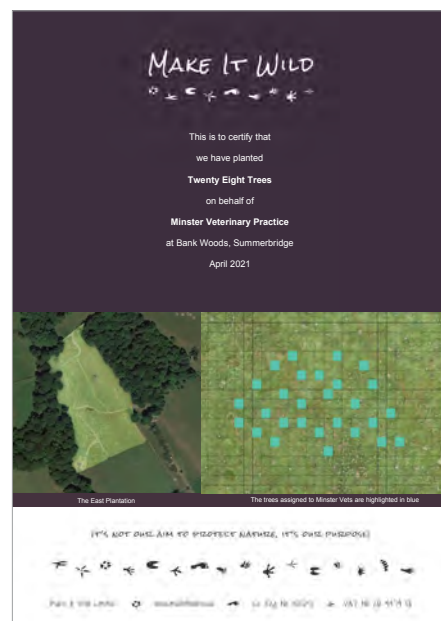 MAKE IT WILD
This is to certify that
we have planted
Twenty Eight Trees
on behalf of
Minster Veterinary Practice
at Bank Woods, Summerbridge
April 2021
The East Plantation
The trees assigned to Minster Vets are highlighted in blue
IT'S NOT OUR AIM TO PROTECT NATURE, IT'S OUR PURPOSE